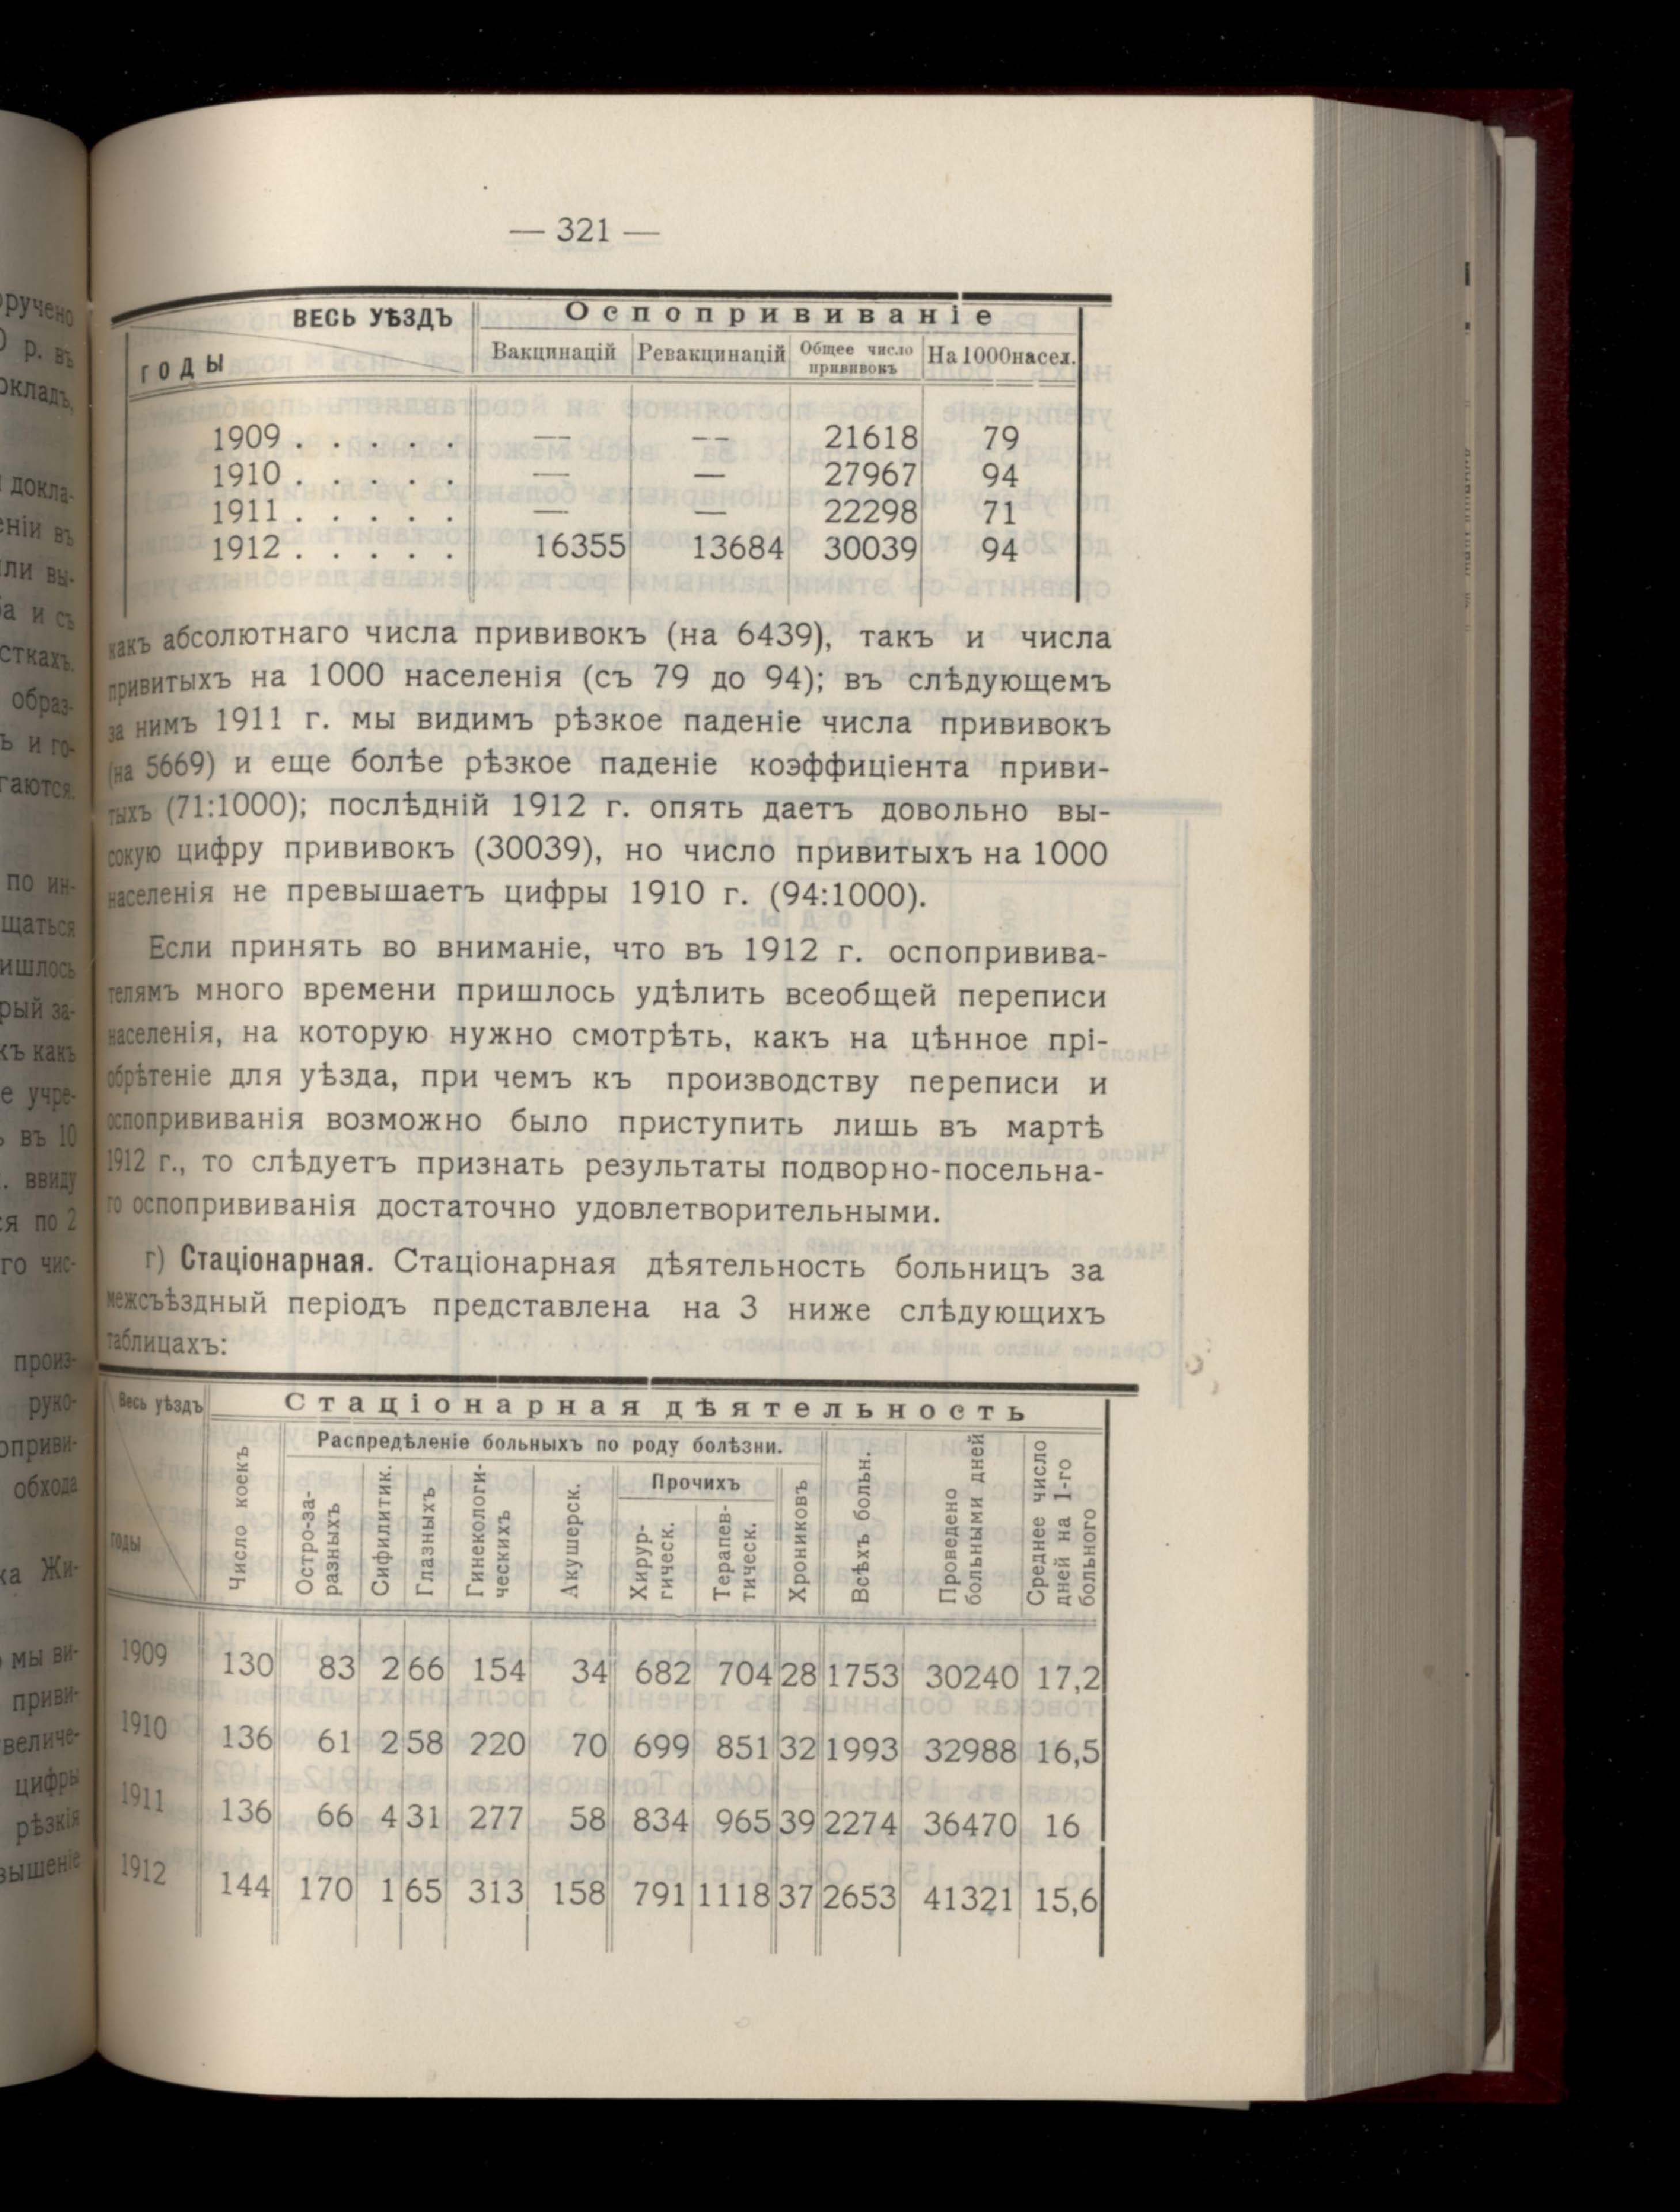 — 321 —
ВЕСЬ УѢЗДЪ Оспопрививаніе
ГОДЫ Вакцинацій Ревакцинацій Общее число прививокъ На 1000 насел.
1909 . . . . . — — 21618 79
1910 . . . . . — — 27967 94
1911 . . . . . — — 22298 71
1912 . . . . . 16355 13684 30039 94
какъ абсолютнаго числа прививокъ (на 6439), такъ и числа
привитыхъ на 1000 населенія (съ 79 до 94); въ слѣдующемъ
за нимъ 1911 г. мы видимъ рѣзкое паденіе числа прививокъ
(на 5669) и еще болѣе рѣзкое паденіе коэффиціента приви-
тыхъ (71:1000); послѣдній 1912 г. опять даетъ довольно вы-
сокую цифру прививокъ (30039), но число привитыхъ на 1000
населенія не превышаетъ цифры 1910 г. (94:1000).
Если принять во вниманіе, что въ 1912 г. оспопривива-
телямъ много времени пришлось удѣлить всеобщей переписи
населенія, на которую нужно смотрѣть, какъ на цѣнное прі-
обрѣтеніе для уѣзда, при чемъ къ производству переписи и
оспопрививанія возможно было приступить лишь въ мартѣ
1912 г., то слѣдуетъ признать результаты подворно-посельна-
го оспопрививанія достаточно удовлетворительными.
г) Стаціонарная. Стаціонарная дѣятельность больницъ за
межсъѣздный періодъ представлена на 3 ниже слѣдующихъ
таблицахъ:
Весь уѣздъ Стаціонарная дѣятельность
Распредѣленіе больныхъ по роду болѣзни.
Прочихъ
годы Число коекъ Остро-заразныхъ Сифилитик. Глазныхъ Гинекологическихъ Акушерск. Хирургическ. Терапевтическ. Хрониковъ Всѣхъ больн. Проведено больными дней Среднее число дней на 1-го больного
1909 130 83 2 66 154 34 682 704 28 1753 30240 17,2
1910 136 61 2 58 220 70 699 851 32 1993 32988 16,5
1911 136 66 4 31 277 58 834 965 39 2274 36470 16
1912 144 170 1 65 313 158 791 1118 37 2653 41321 15,6